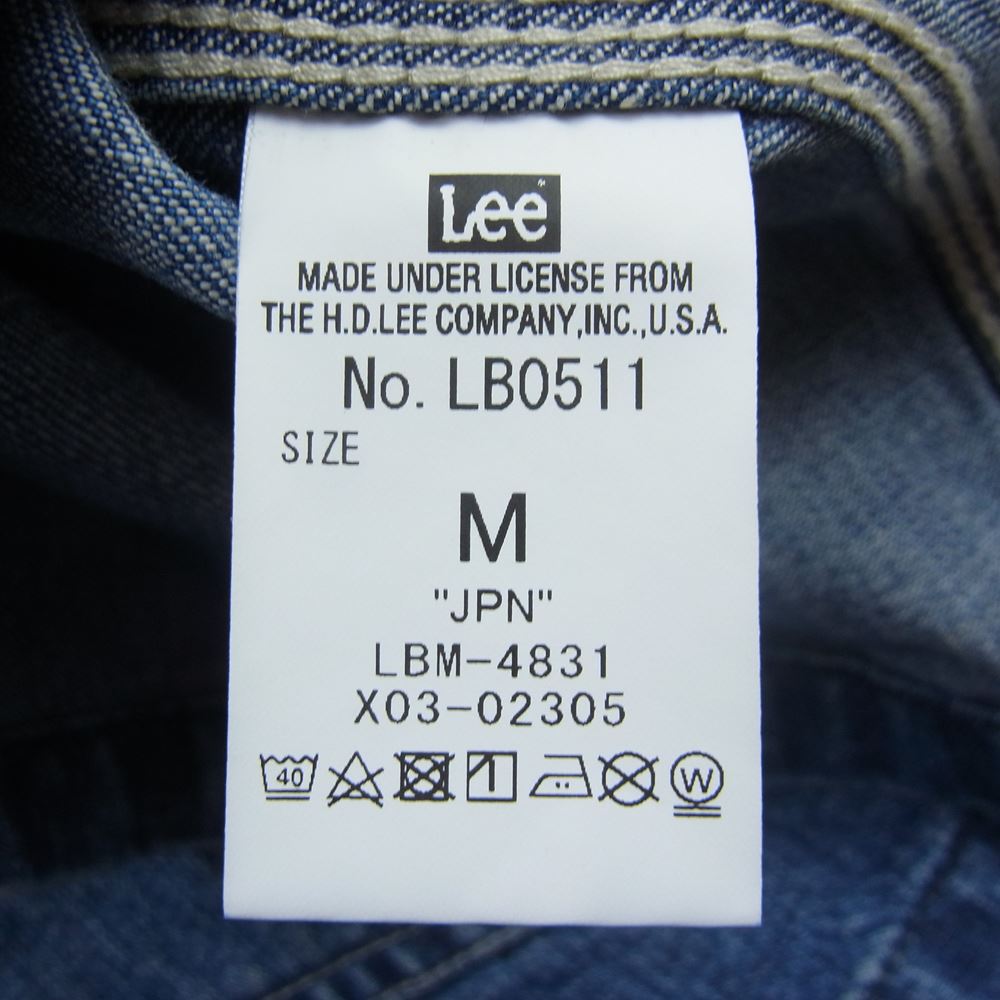 Lee
MADE UNDER LICENSE FROM
THE H.D.LEE COMPANY,INC.,U.S.A.
No. LB0511
SIZE
M
"JPN"
LBM-4831
X03-02305
40 W